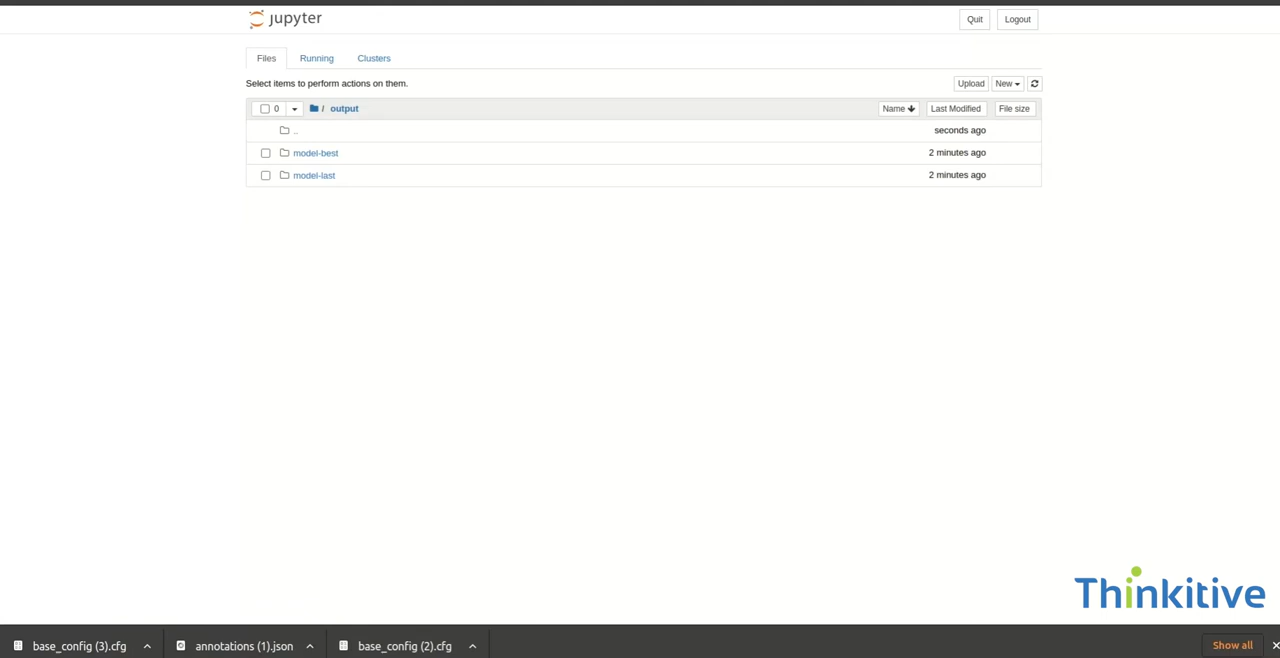 jupyter
Quit Logout
Files Running Clusters
Select items to perform actions on them.
Upload New
0 / output Name Last Modified File size
.. seconds ago
model-best 2 minutes ago
model-last 2 minutes ago
Thinkitive
base_config (3).cfg annotations (1).json base_config (2).cfg Show all